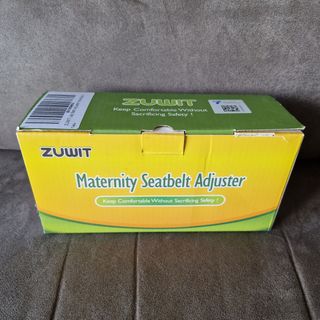 ZUWIT
Keep Comfortable Without
Sacrificing Safety !
ZUWIT
Maternity Seatbelt Adjuster
Keep Comfortable Without Sacrificing Safety !